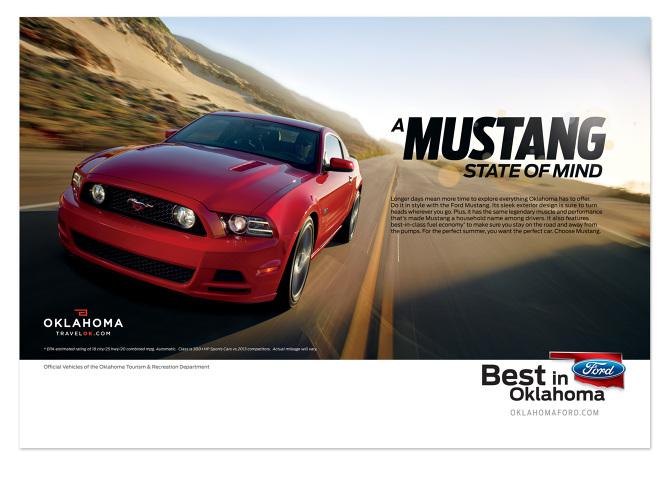 A MUSTANG
STATE OF MIND
Longer days mean more time to explore everything Oklahoma has to offer.
Do it in style with the Ford Mustang. Its sleek exterior design is sure to turn
heads wherever you go. Plus, it has the same legendary muscle and performance
that's made Mustang a household name among drivers. It also features
best-in-class fuel economy* to make sure you stay on the road and away from
the pumps. For the perfect summer, you want the perfect car. Choose Mustang.
OKLAHOMA
TRAVELOK.COM
* EPA-estimated rating of 19 city/25 hwy/20 combined mpg. Automatic. Class is 300+HP Sports Cars vs. 2013 competitors. Actual mileage will vary.
Official Vehicles of the Oklahoma Tourism & Recreation Department
Best in
Ford
Oklahoma
OKLAHOMAFORD.COM